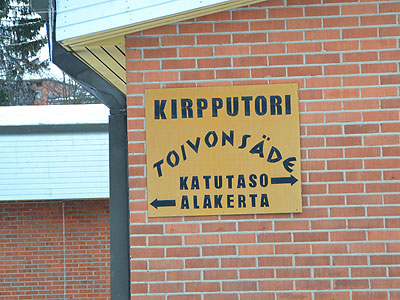 KIRPPUTORI
TOIVONSÄDE
KATUTASO
ALAKERTA